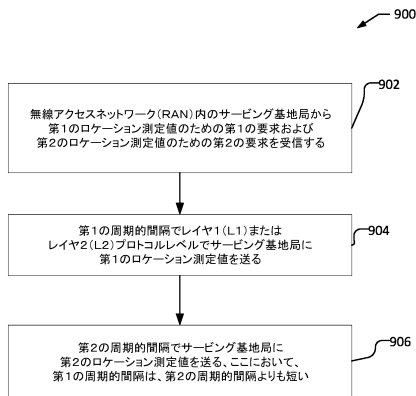 900
902
無線アクセスネットワーク(RAN)内のサービング基地局から
第1のロケーション測定値のための第1の要求および
第2のロケーション測定値のための第2の要求を受信する
904
第1の周期的間隔でレイヤ1(L1)または
レイヤ2(L2)プロトコルレベルでサービング基地局に
第1のロケーション測定値を送る
906
第2の周期的間隔でサービング基地局に
第2のロケーション測定値を送る、ここにおいて、
第1の周期的間隔は、第2の周期的間隔よりも短い